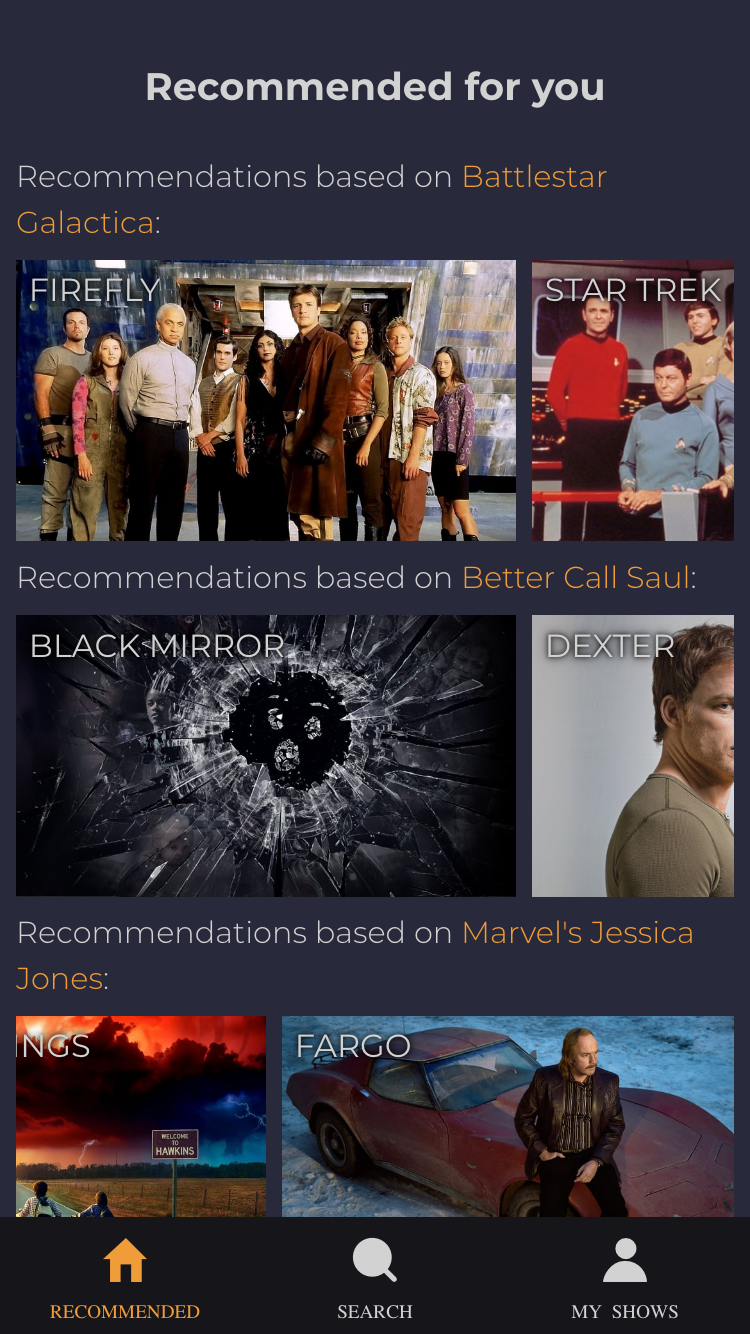 Recommended for you
Recommendations based on Battlestar
Galactica:
FIREFLY
STAR TREK
Recommendations based on Better Call Saul:
BLACK MIRROR
DEXTER
Recommendations based on Marvel's Jessica
Jones:
INGS
FARGO
WELCOME
TO
HAWKINS
RECOMMENDED
SEARCH
MY SHOWS